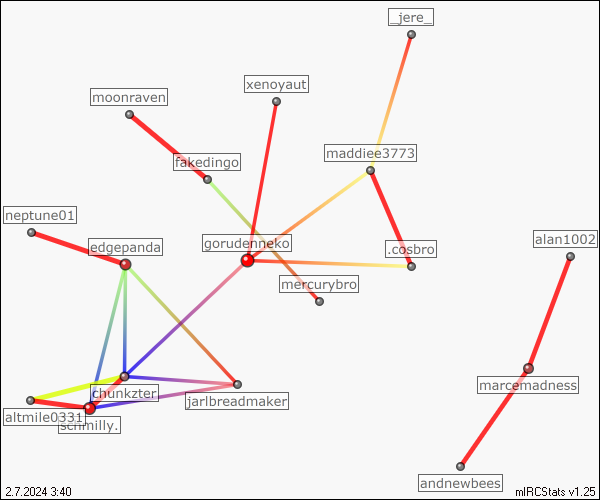 _jere_
xenoyaut
moonraven
maddiee3773
fakedingo
neptune01
alan1002
gorudenneko
edgepanda
.cosbro
mercurybro
marcemadness
chunkzter
jarlbreadmaker
altmile0331
schmilly.
andnewbees
2.7.2024 3:40
mIRCStats v1.25